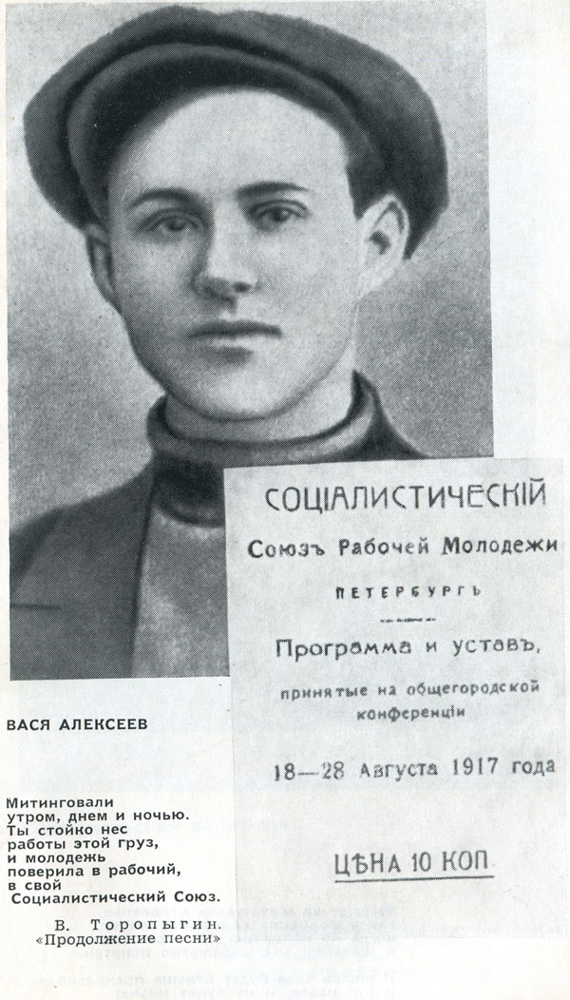 СОЦІАЛИСТИЧЕСКІЙ
Союзъ Рабочей Молодежи
ПЕТЕРБУРГЪ
Программа и уставъ,
принятые на общегородской
конференціи
18—28 Августа 1917 года
ЦѢНА 10 КОП.
ВАСЯ АЛЕКСЕЕВ
Митинговали
утром, днем и ночью.
Ты стойко нес
работы этой груз,
и молодежь
поверила в рабочий,
в свой
Социалистический Союз.
В. Торопыгин.
«Продолжение песни»